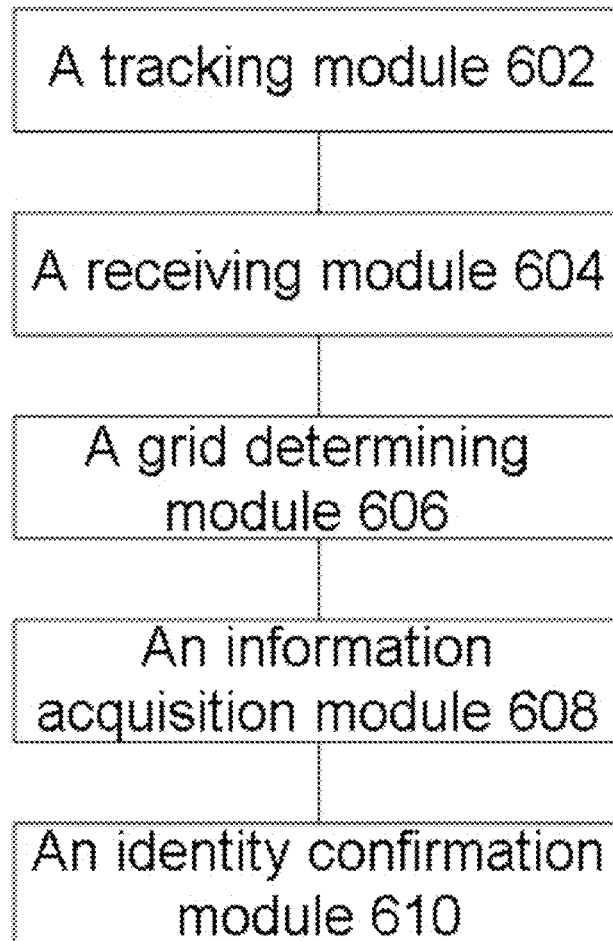 A tracking module 602
A receiving module 604
A grid determining
module 606
An information
acquisition module 608
An identity confirmation
module 610